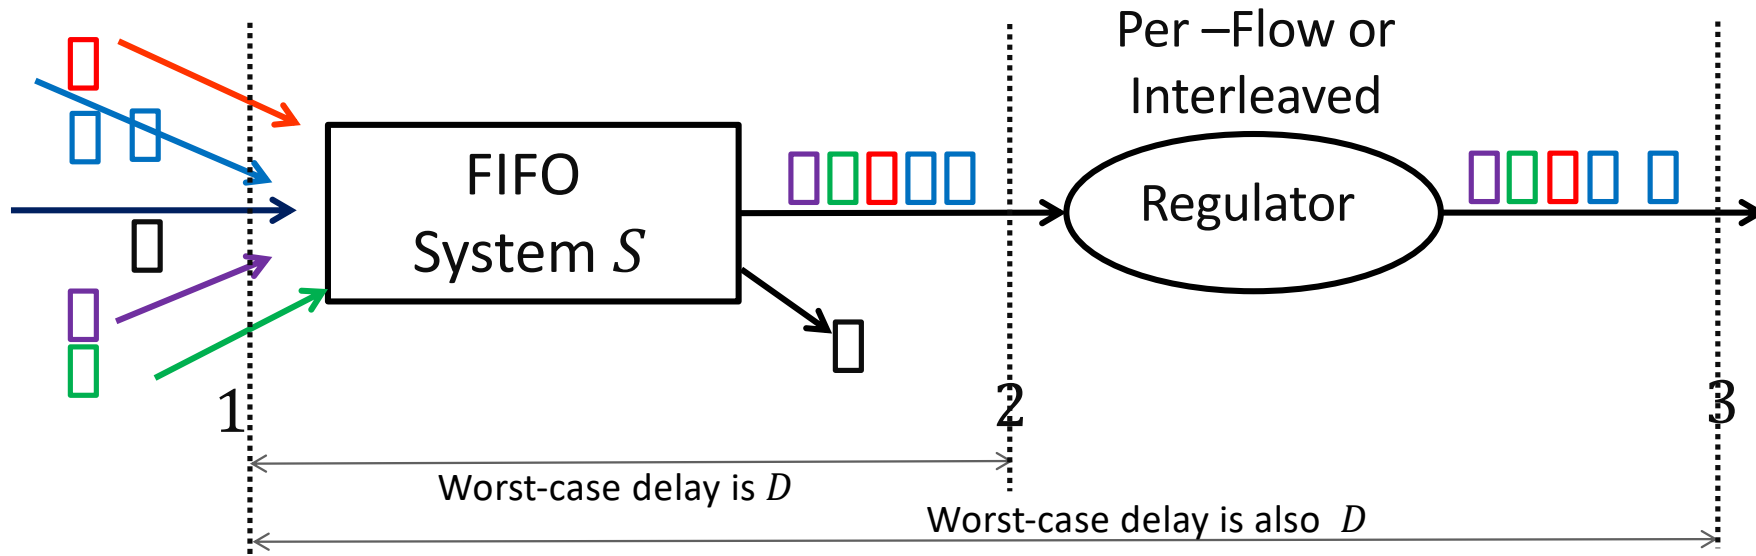 Per –Flow or
Interleaved
FIFO
System S
Regulator
1
2
3
Worst-case delay is D
Worst-case delay is also D